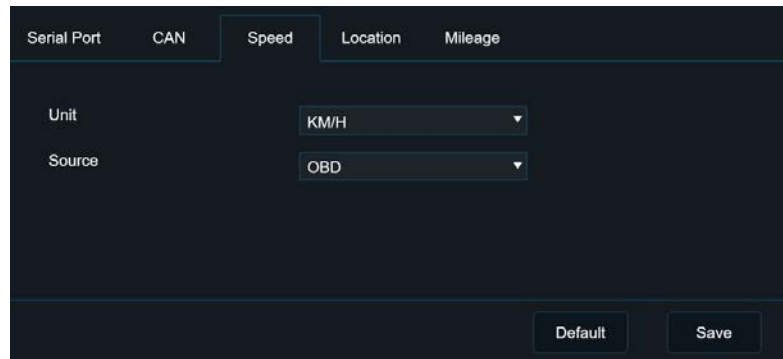 Serial Port CAN Speed Location Mileage
Unit KM/H
Source OBD
Default Save